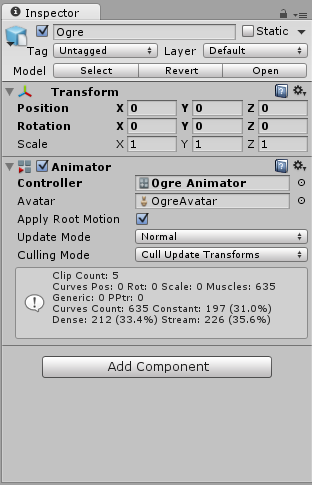 Inspector
Ogre Static
Tag Untagged Layer Default
Model Select Revert Open
Transform
Position X 0 Y 0 Z 0
Rotation X 0 Y 0 Z 0
Scale X 1 Y 1 Z 1
Animator
Controller Ogre Animator
Avatar OgreAvatar
Apply Root Motion
Update Mode Normal
Culling Mode Cull Update Transforms
Clip Count: 5
Curves Pos: 0 Rot: 0 Scale: 0 Muscles: 635
Generic: 0 PPtr: 0
Curves Count: 635 Constant: 197 (31.0%)
Dense: 212 (33.4%) Stream: 226 (35.6%)
Add Component